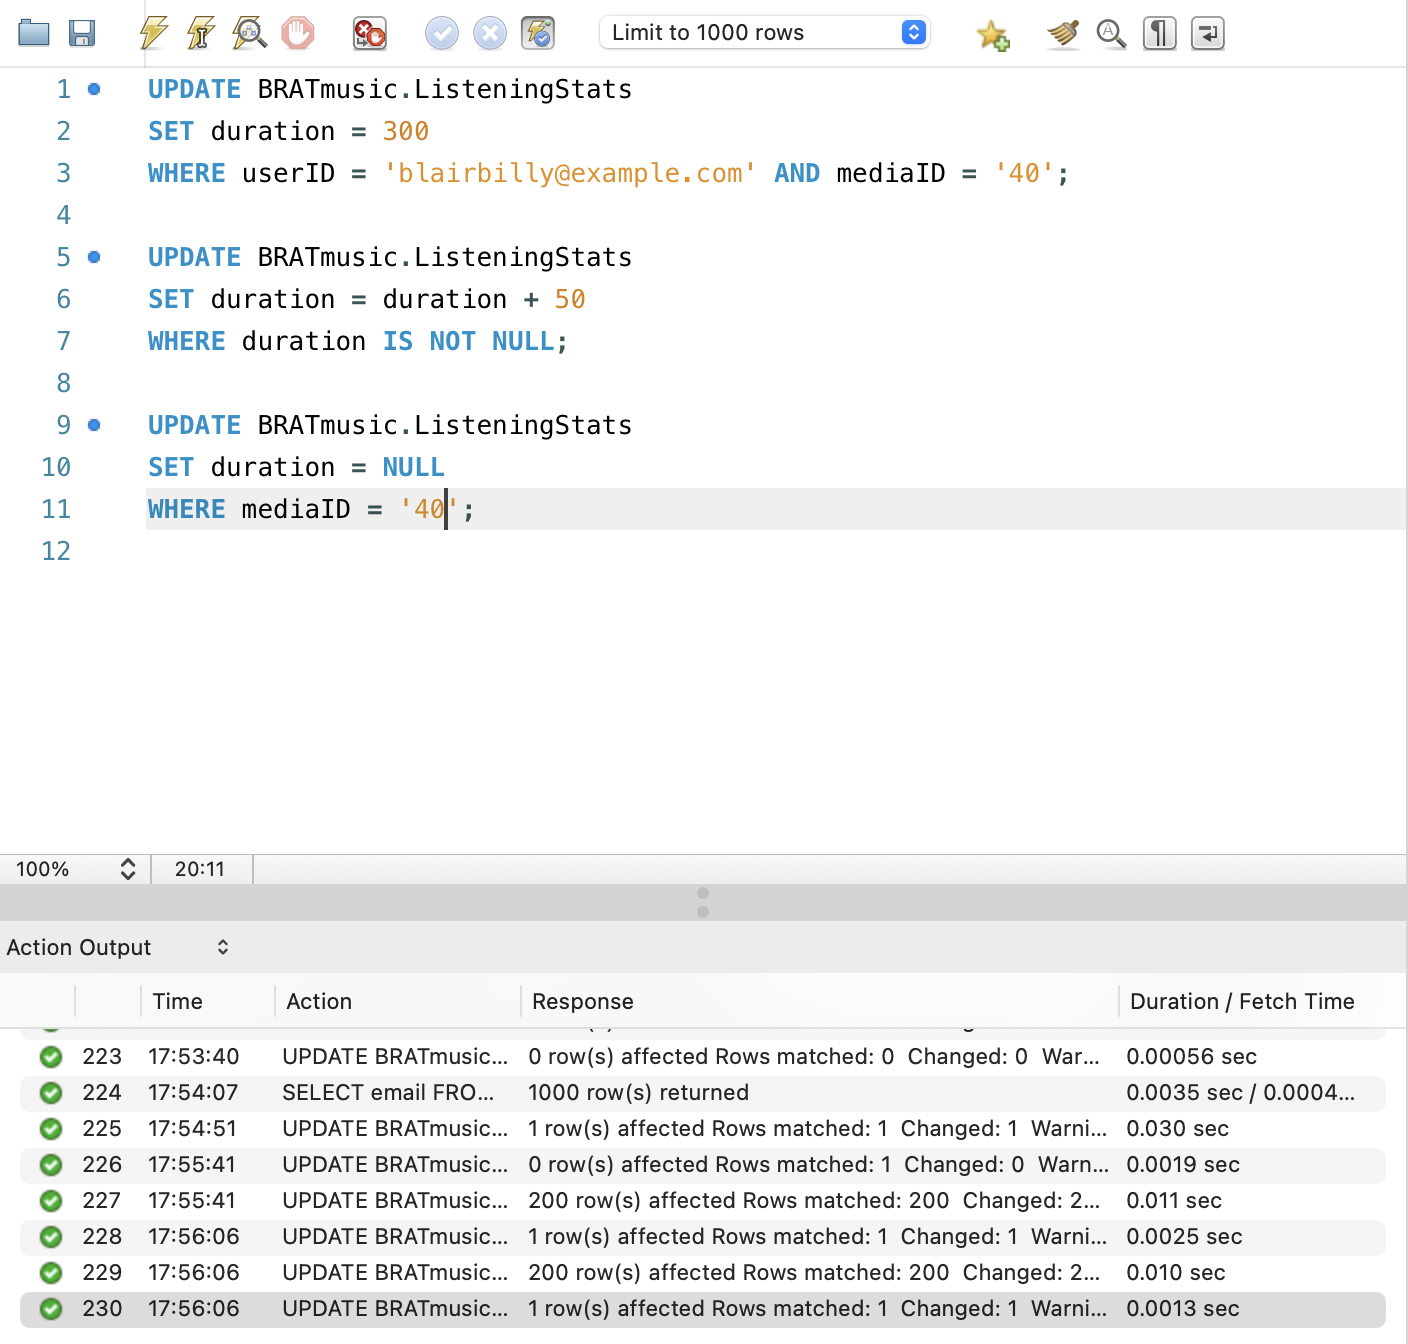 Limit to 1000 rows
1 UPDATE BRATmusic.ListeningStats
2 SET duration = 300
3 WHERE userID = 'blairbilly@example.com' AND mediaID = '40';
4
5 UPDATE BRATmusic.ListeningStats
6 SET duration = duration + 50
7 WHERE duration IS NOT NULL;
8
9 UPDATE BRATmusic.ListeningStats
10 SET duration = NULL
11 WHERE mediaID = '40';
12
100% 20:11
Action Output
Time Action Response Duration / Fetch Time
223 17:53:40 UPDATE BRATmusic... 0 row(s) affected Rows matched: 0 Changed: 0 War... 0.00056 sec
224 17:54:07 SELECT email FRO... 1000 row(s) returned 0.0035 sec / 0.0004...
225 17:54:51 UPDATE BRATmusic... 1 row(s) affected Rows matched: 1 Changed: 1 Warni... 0.030 sec
226 17:55:41 UPDATE BRATmusic... 0 row(s) affected Rows matched: 1 Changed: 0 Warn... 0.0019 sec
227 17:55:41 UPDATE BRATmusic... 200 row(s) affected Rows matched: 200 Changed: 2... 0.011 sec
228 17:56:06 UPDATE BRATmusic... 1 row(s) affected Rows matched: 1 Changed: 1 Warni... 0.0025 sec
229 17:56:06 UPDATE BRATmusic... 200 row(s) affected Rows matched: 200 Changed: 2... 0.010 sec
230 17:56:06 UPDATE BRATmusic... 1 row(s) affected Rows matched: 1 Changed: 1 Warni... 0.0013 sec